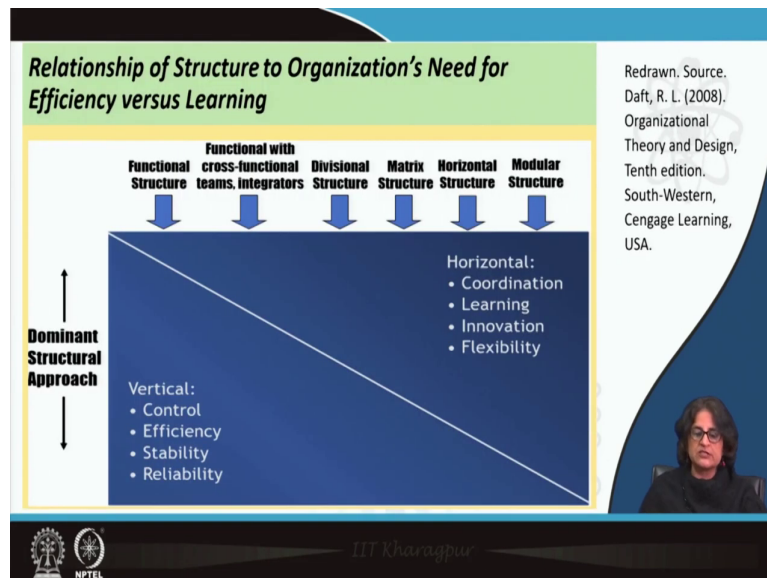 Relationship of Structure to Organization's Need for
Efficiency versus Learning
Redrawn. Source.
Daft, R. L. (2008).
Organizational
Theory and Design,
Tenth edition.
South-Western,
Cengage Learning,
USA.
Functional
Structure
Functional with
cross-functional
teams, integrators
Divisional
Structure
Matrix
Structure
Horizontal
Structure
Modular
Structure
Dominant
Structural
Approach
Horizontal:
• Coordination
• Learning
• Innovation
• Flexibility
Vertical:
• Control
• Efficiency
• Stability
• Reliability
NPTEL
IIT Kharagpur